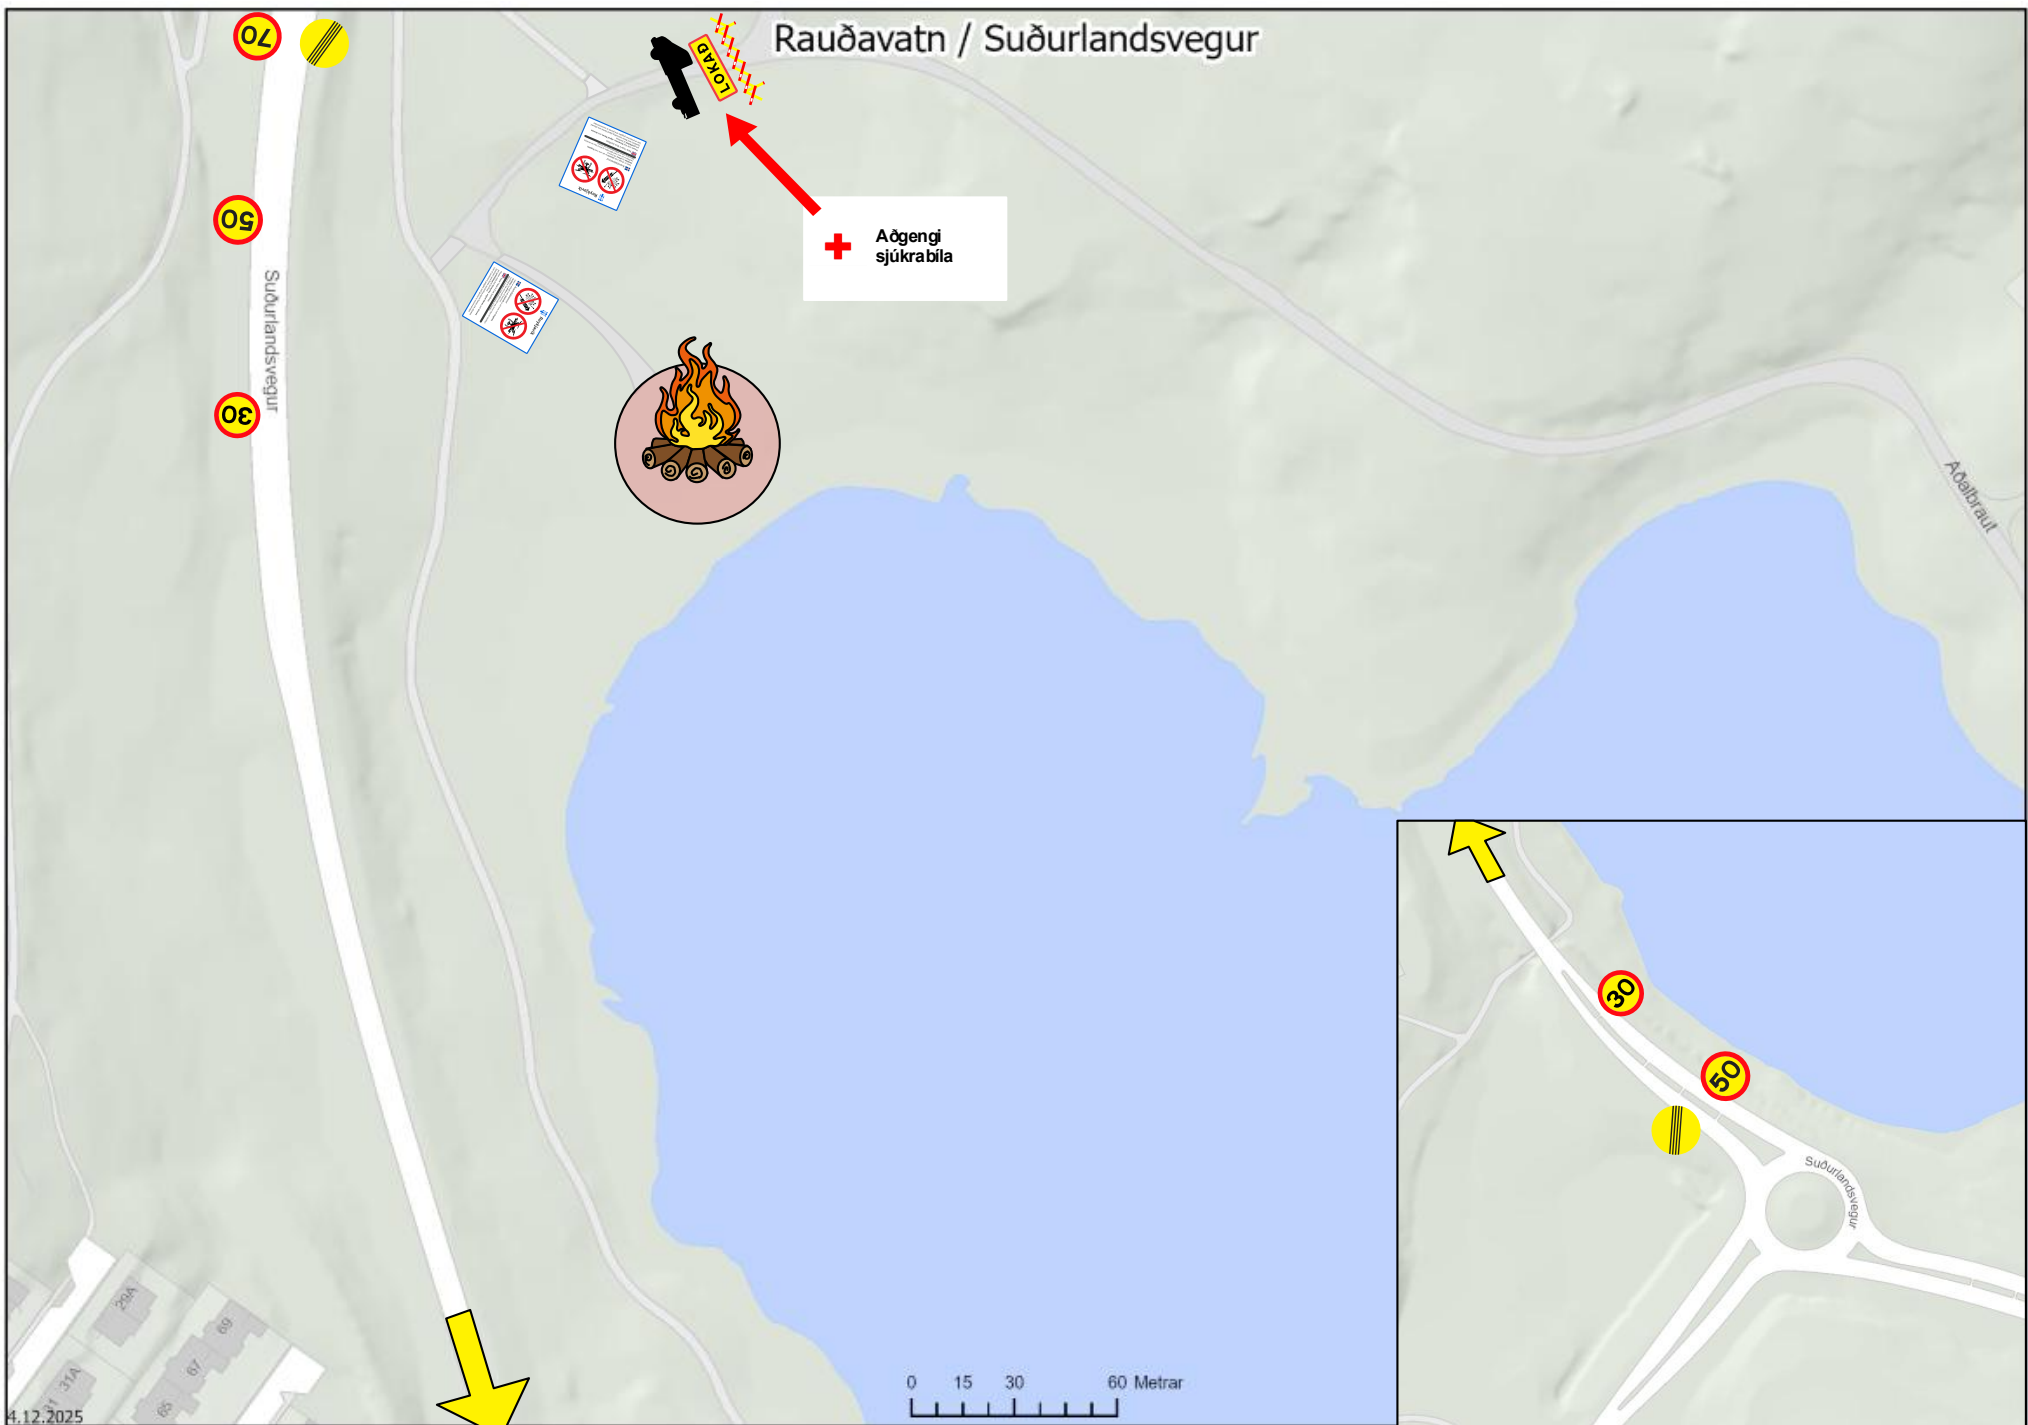 Rauðavatn / Suðurlandsvegur
70
LOKAÐ
50
Aðgengi
sjúkrabíla
Suðurlandsvegur
30
Aðalbraut
30
50
Suðurlandsvegur
29A
69
67
31A
31
65
0 15 30 60 Metrar
4.12.2025